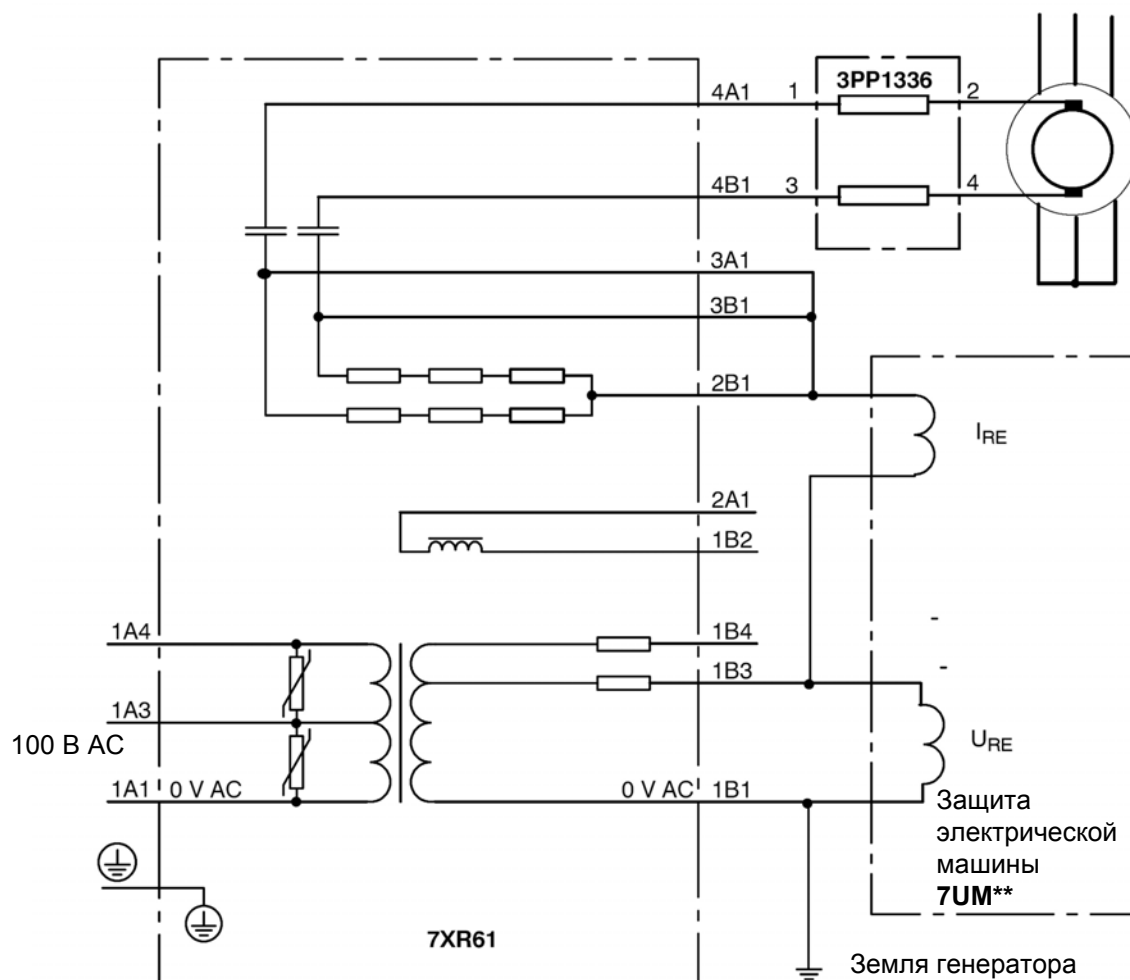 3PP1336
4A1 1 2
4B1 3 4
3A1
3B1
2B1
I_RE
2A1
1B2
1A4
1B4
-
1B3
-
1A3
100 В AC
U_RE
1A1 0 V AC
0 V AC 1B1
Защита
электрической
машины
7UM**
7XR61
Земля генератора